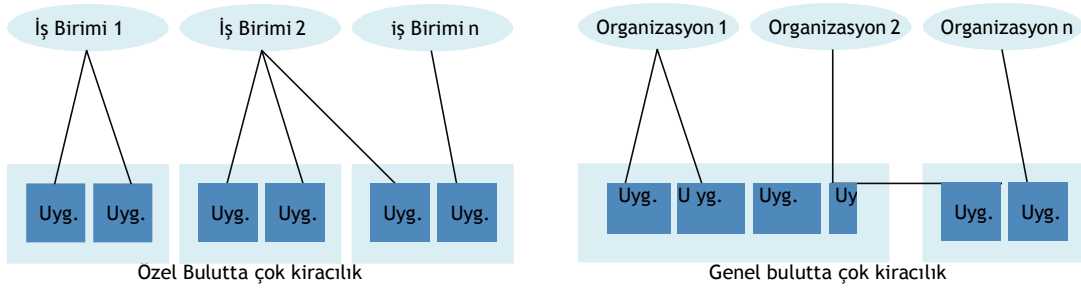 İş Birimi 1
İş Birimi 2
iş Birimi n
Uyg.
Uyg.
Uyg.
Uyg.
Uyg.
Uyg.
Özel Bulutta çok kiracılık
Organizasyon 1
Organizasyon 2
Organizasyon n
Uyg.
U yg.
Uyg.
Uy
Uyg.
Uyg.
Genel bulutta çok kiracılık